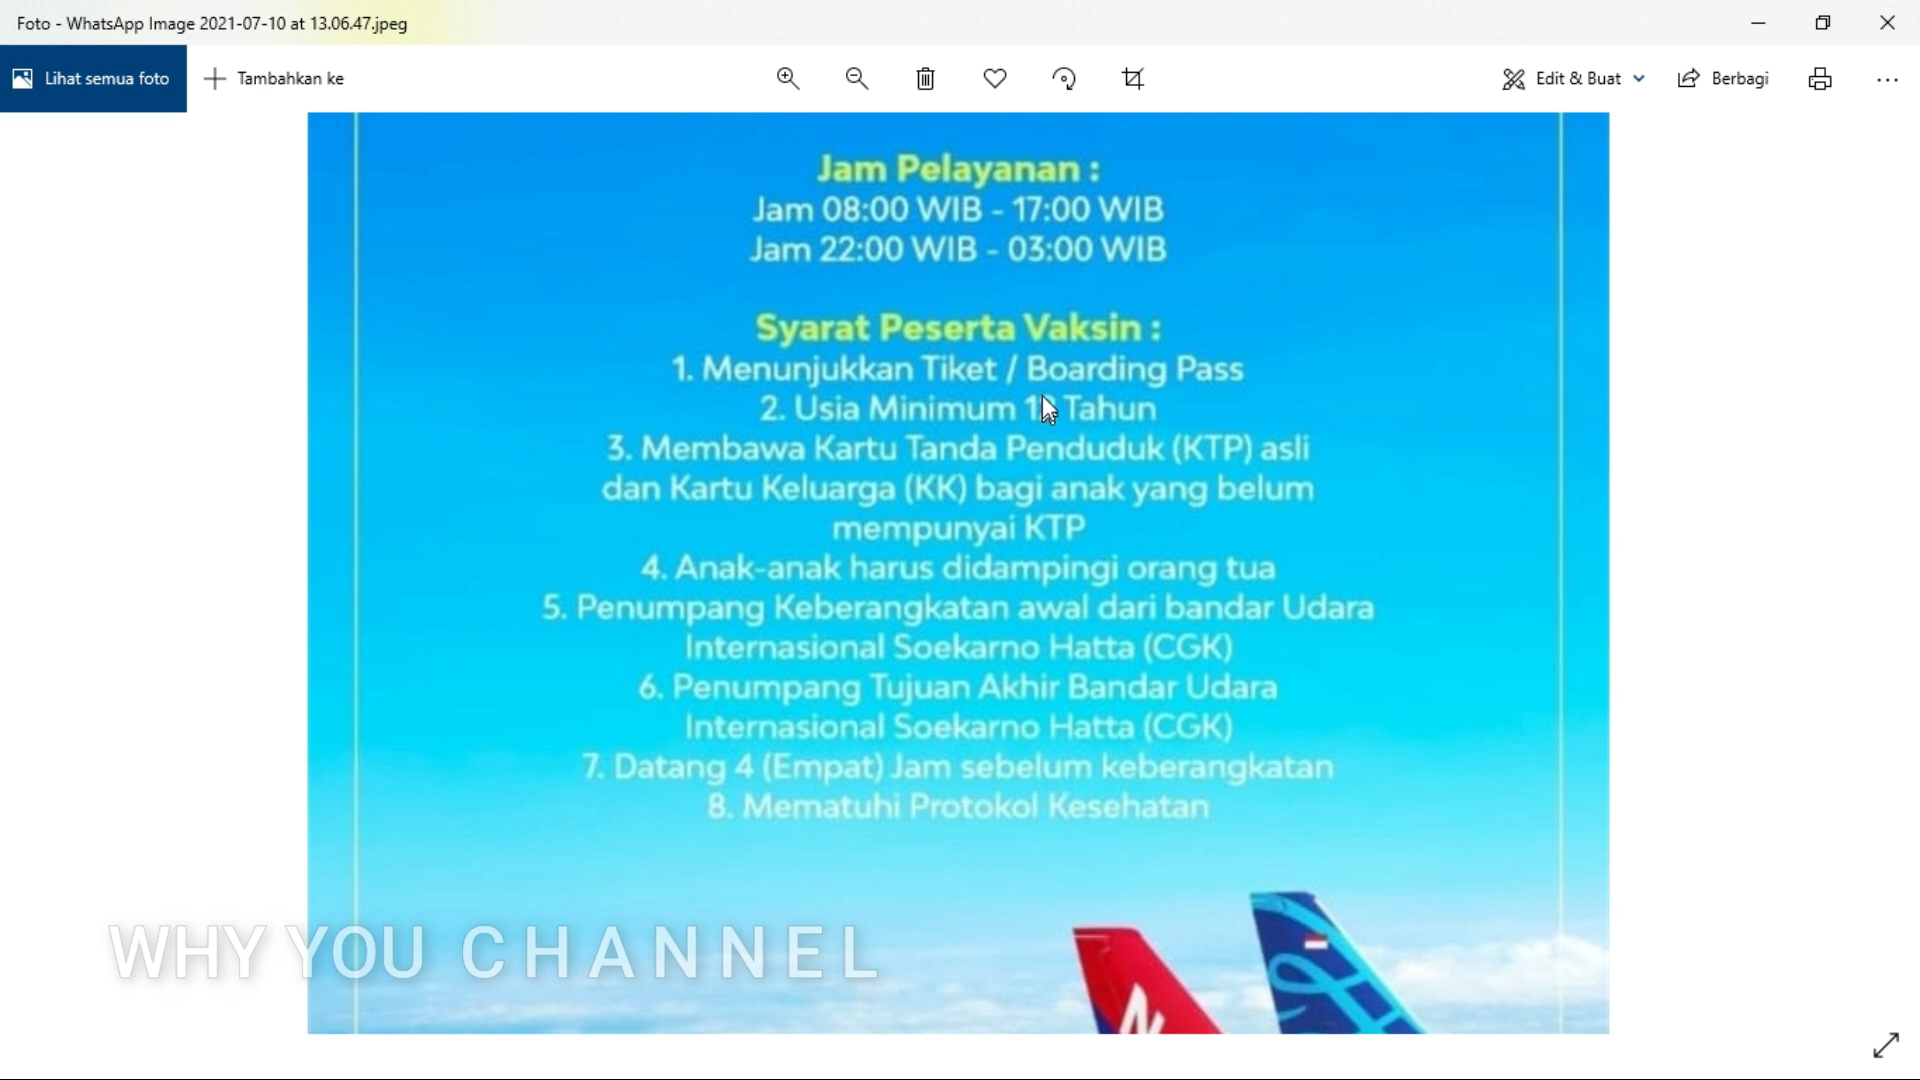 Foto - WhatsApp Image 2021-07-10 at 13.06.47.jpeg
Lihat semua foto
Tambahkan ke
Edit & Buat
Berbagi
Jam Pelayanan :
Jam 08:00 WIB - 17:00 WIB
Jam 22:00 WIB - 03:00 WIB
Syarat Peserta Vaksin :
1. Menunjukkan Tiket / Boarding Pass
2. Usia Minimum Tahun
3. Membawa Kartu Tanda Penduduk (KTP) asli
dan Kartu Keluarga (KK) bagi anak yang belum
mempunyai KTP
4. Anak-anak harus didampingi orang tua
5. Penumpang Keberangkatan awal dari bandar Udara
Internasional Soekarno Hatta (CGK)
6. Penumpang Tujuan Akhir Bandar Udara
Internasional Soekarno Hatta (CGK)
7. Datang 4 (Empat) Jam sebelum keberangkatan
8. Mematuhi Protokol Kesehatan
WHY YOU CHANNEL